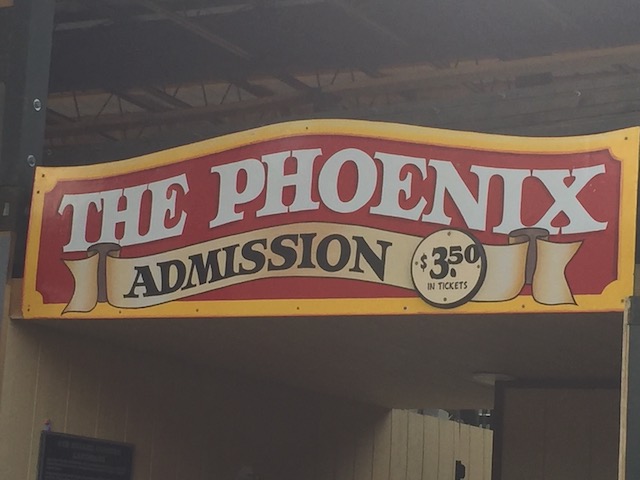 THE PHOENIX
ADMISSION
$3.50
IN TICKETS